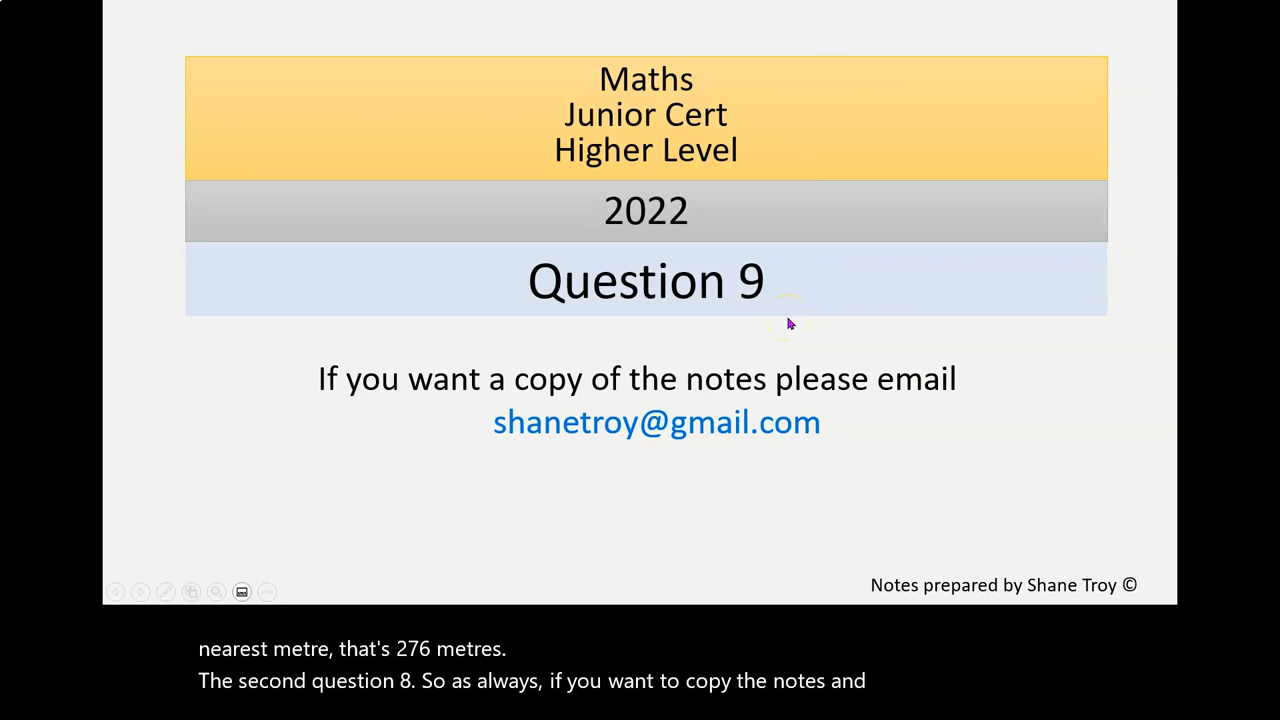 Maths
Junior Cert
Higher Level
2022
Question 9
If you want a copy of the notes please email
shanetroy@gmail.com
Notes prepared by Shane Troy ©
nearest metre, that's 276 metres.
The second question 8. So as always, if you want to copy the notes and